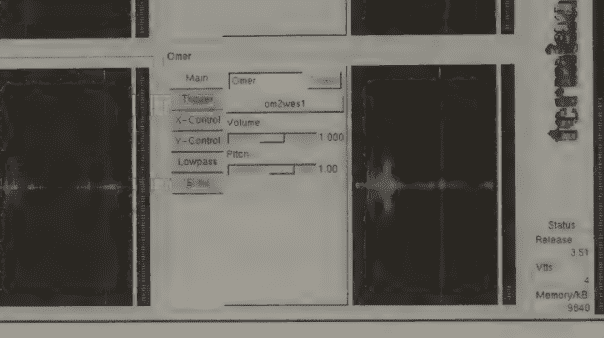 Omer
Main
Omer
Trigger
om2wes1
X-Control
Volume
1.000
Y-Control
Pitch
Lowpass
1.00
Status
Release
3.51
4
Memory/kB
9848